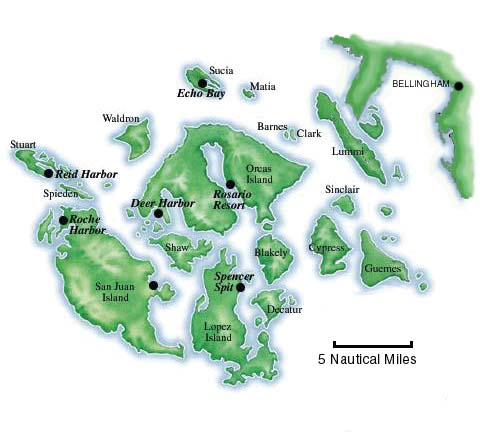 Sucia
Echo Bay
Matia
BELLINGHAM
Waldron
Barnes
Clark
Stuart
Lummi
Reid Harbor
Orcas
Island
Spieden
Deer Harbor
Rosario
Resort
Sinclair
Roche
Harbor
Shaw
Blakely
Cypress
Guemes
Spencer
Spit
San Juan
Island
Decatur
Lopez
Island
5 Nautical Miles